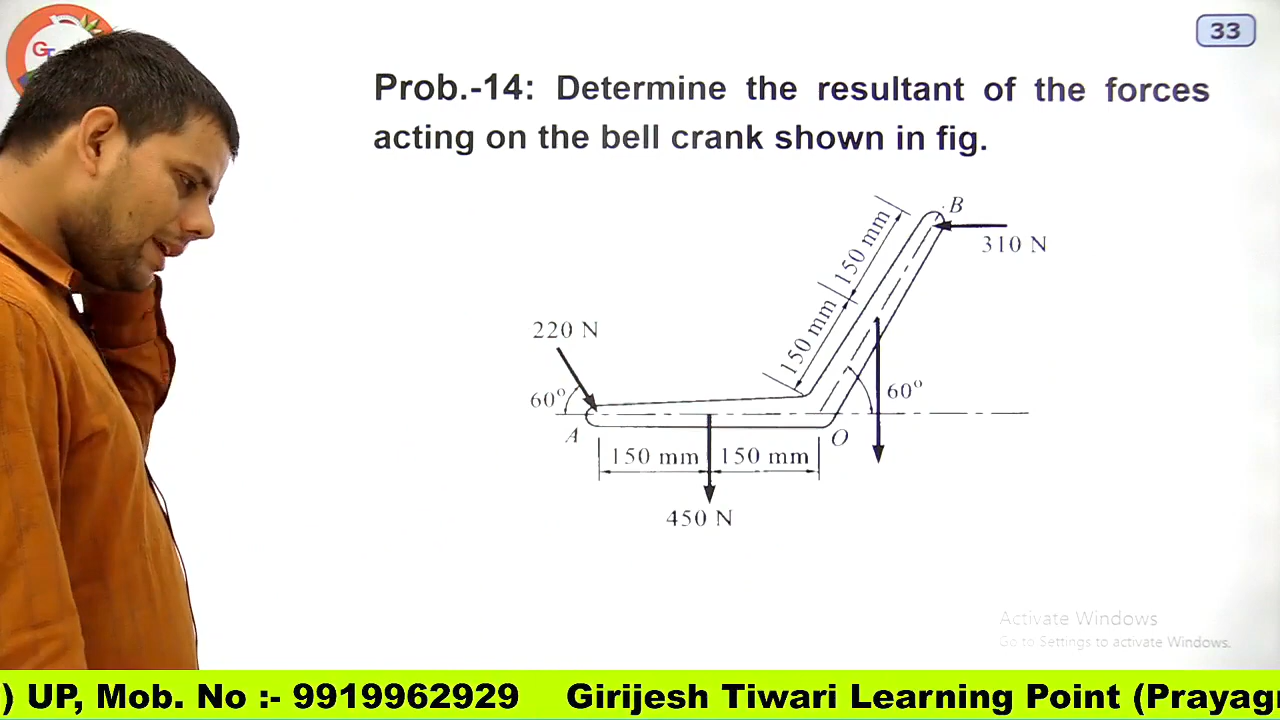 GT
33
Prob.-14: Determine the resultant of the forces
acting on the bell crank shown in fig.
B
310 N
150 mm
150 mm
220 N
60°
60°
A
O
150 mm
150 mm
450 N
Activate Windows
Go to Settings to activate Windows.
) UP, Mob. No :- 9919962929 Girijesh Tiwari Learning Point (Prayag